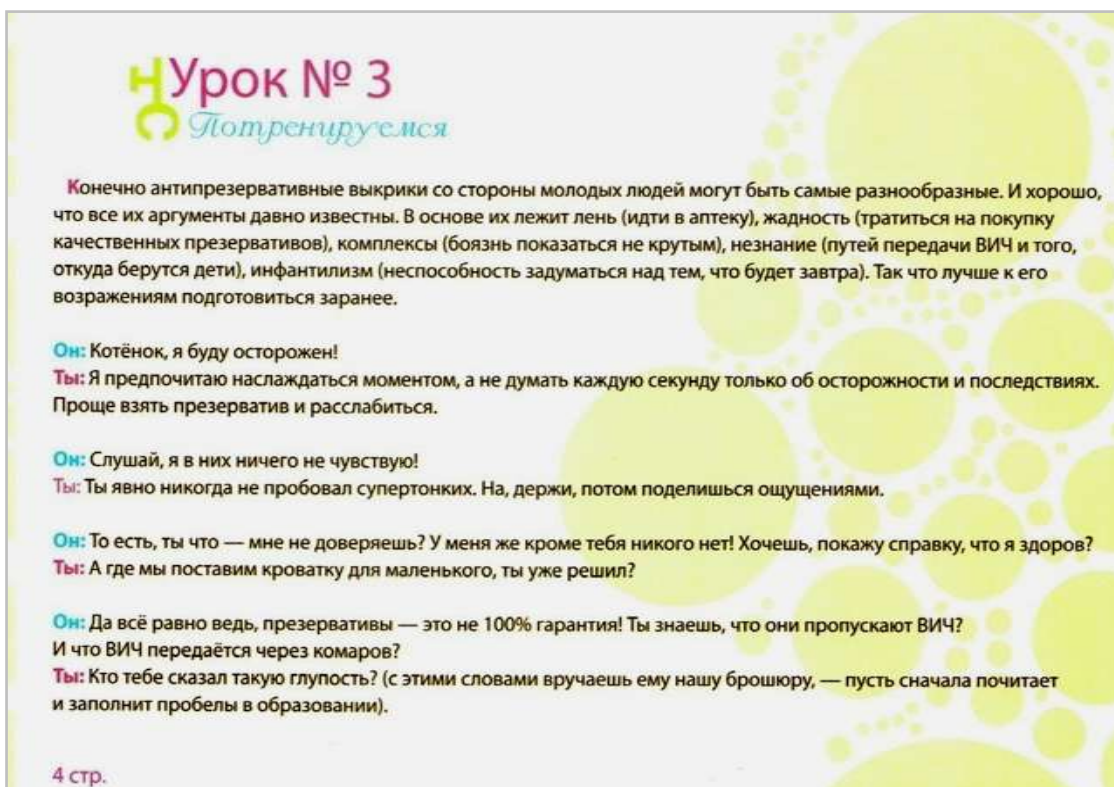 Урок № 3
Потренируемся
Конечно антипрезервативные выкрики со стороны молодых людей могут быть самые разнообразные. И хорошо,
что все их аргументы давно известны. В основе их лежит лень (идти в аптеку), жадность (тратиться на покупку
качественных презервативов), комплексы (боязнь показаться не крутым), незнание (путей передачи ВИЧ и того,
откуда берутся дети), инфантилизм (неспособность задуматься над тем, что будет завтра). Так что лучше к его
возражениям подготовиться заранее.
Он: Котёнок, я буду осторожен!
Ты: Я предпочитаю наслаждаться моментом, а не думать каждую секунду только об осторожности и последствиях.
Проще взять презерватив и расслабиться.
Он: Слушай, я в них ничего не чувствую!
Ты: Ты явно никогда не пробовал супертонких. На, держи, потом поделишься ощущениями.
Он: То есть, ты что — мне не доверяешь? У меня же кроме тебя никого нет! Хочешь, покажу справку, что я здоров?
Ты: А где мы поставим кроватку для маленького, ты уже решил?
Он: Да всё равно ведь, презервативы — это не 100% гарантия! Ты знаешь, что они пропускают ВИЧ?
И что ВИЧ передаётся через комаров?
Ты: Кто тебе сказал такую глупость? (с этими словами вручаешь ему нашу брошюру, — пусть сначала почитает
и заполнит пробелы в образовании).
4 стр.